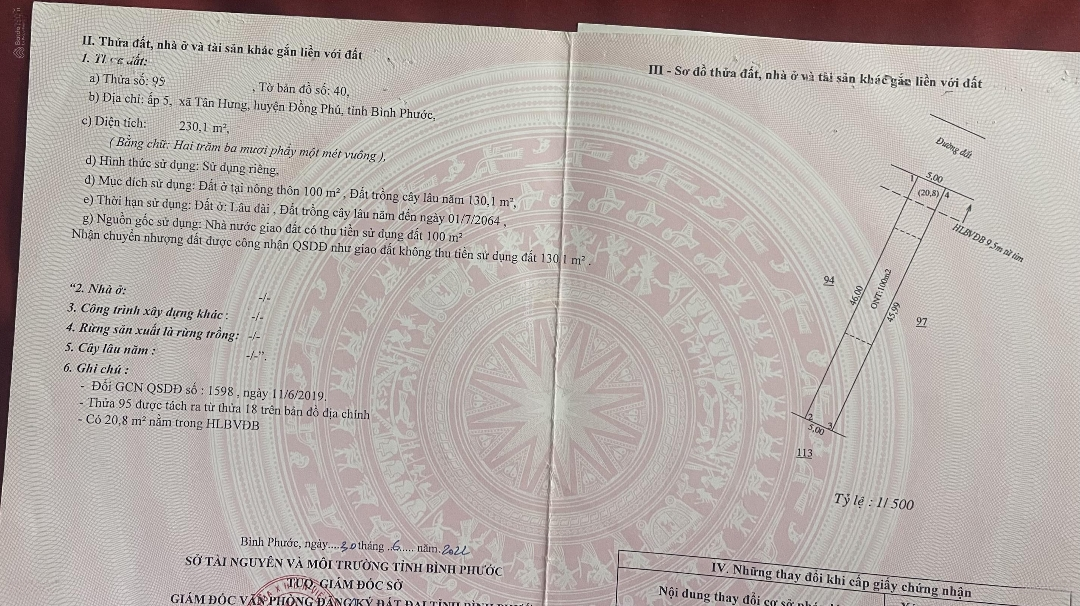 II. Thửa đất, nhà ở và tài sản khác gắn liền với đất
1. Thửa đất:
a) Thửa số: 95 , Tờ bản đồ số: 40,
b) Địa chỉ: ấp 5, xã Tân Hưng, huyện Đồng Phú, tỉnh Bình Phước,
c) Diện tích: 230,1 m²,
( Bằng chữ: Hai trăm ba mươi phẩy một mét vuông ),
d) Hình thức sử dụng: Sử dụng riêng,
đ) Mục đích sử dụng: Đất ở tại nông thôn 100 m² , Đất trồng cây lâu năm 130,1 m²,
e) Thời hạn sử dụng: Đất ở: Lâu dài , Đất trồng cây lâu năm đến ngày 01/7/2064 ,
g) Nguồn gốc sử dụng: Nhà nước giao đất có thu tiền sử dụng đất 100 m²
Nhận chuyển nhượng đất được công nhận QSDĐ như giao đất không thu tiền sử dụng đất 130,1 m² .
“2. Nhà ở: -/-
3. Công trình xây dựng khác : -/-
4. Rừng sản xuất là rừng trồng: -/-
5. Cây lâu năm : -/-”.
6. Ghi chú :
- Đổi GCN QSDĐ số : 1598 , ngày 11/6/2019,
- Thửa 95 được tách ra từ thửa 18 trên bản đồ địa chính
- Có 20,8 m² nằm trong HLBVĐB
Bình Phước, ngày....30 tháng ..6..... năm 2022
SỞ TÀI NGUYÊN VÀ MÔI TRƯỜNG TỈNH BÌNH PHƯỚC
TUQ. GIÁM ĐỐC SỞ
GIÁM ĐỐC VĂN PHÒNG ĐĂNG KÝ ĐẤT ĐAI TỈNH BÌNH
III - Sơ đồ thửa đất, nhà ở và tài sản khác gắn liền với đất
Đường đất
5,00
1
(20,8)
4
HLBVĐB 9.5m từ tim
94
46,00
ONT:100m2
45,99
97
2
5,00
3
113
Tỷ lệ : 1/ 500
IV. Những thay đổi khi cấp giấy chứng nhận
Nội dung thay đổi cơ sở